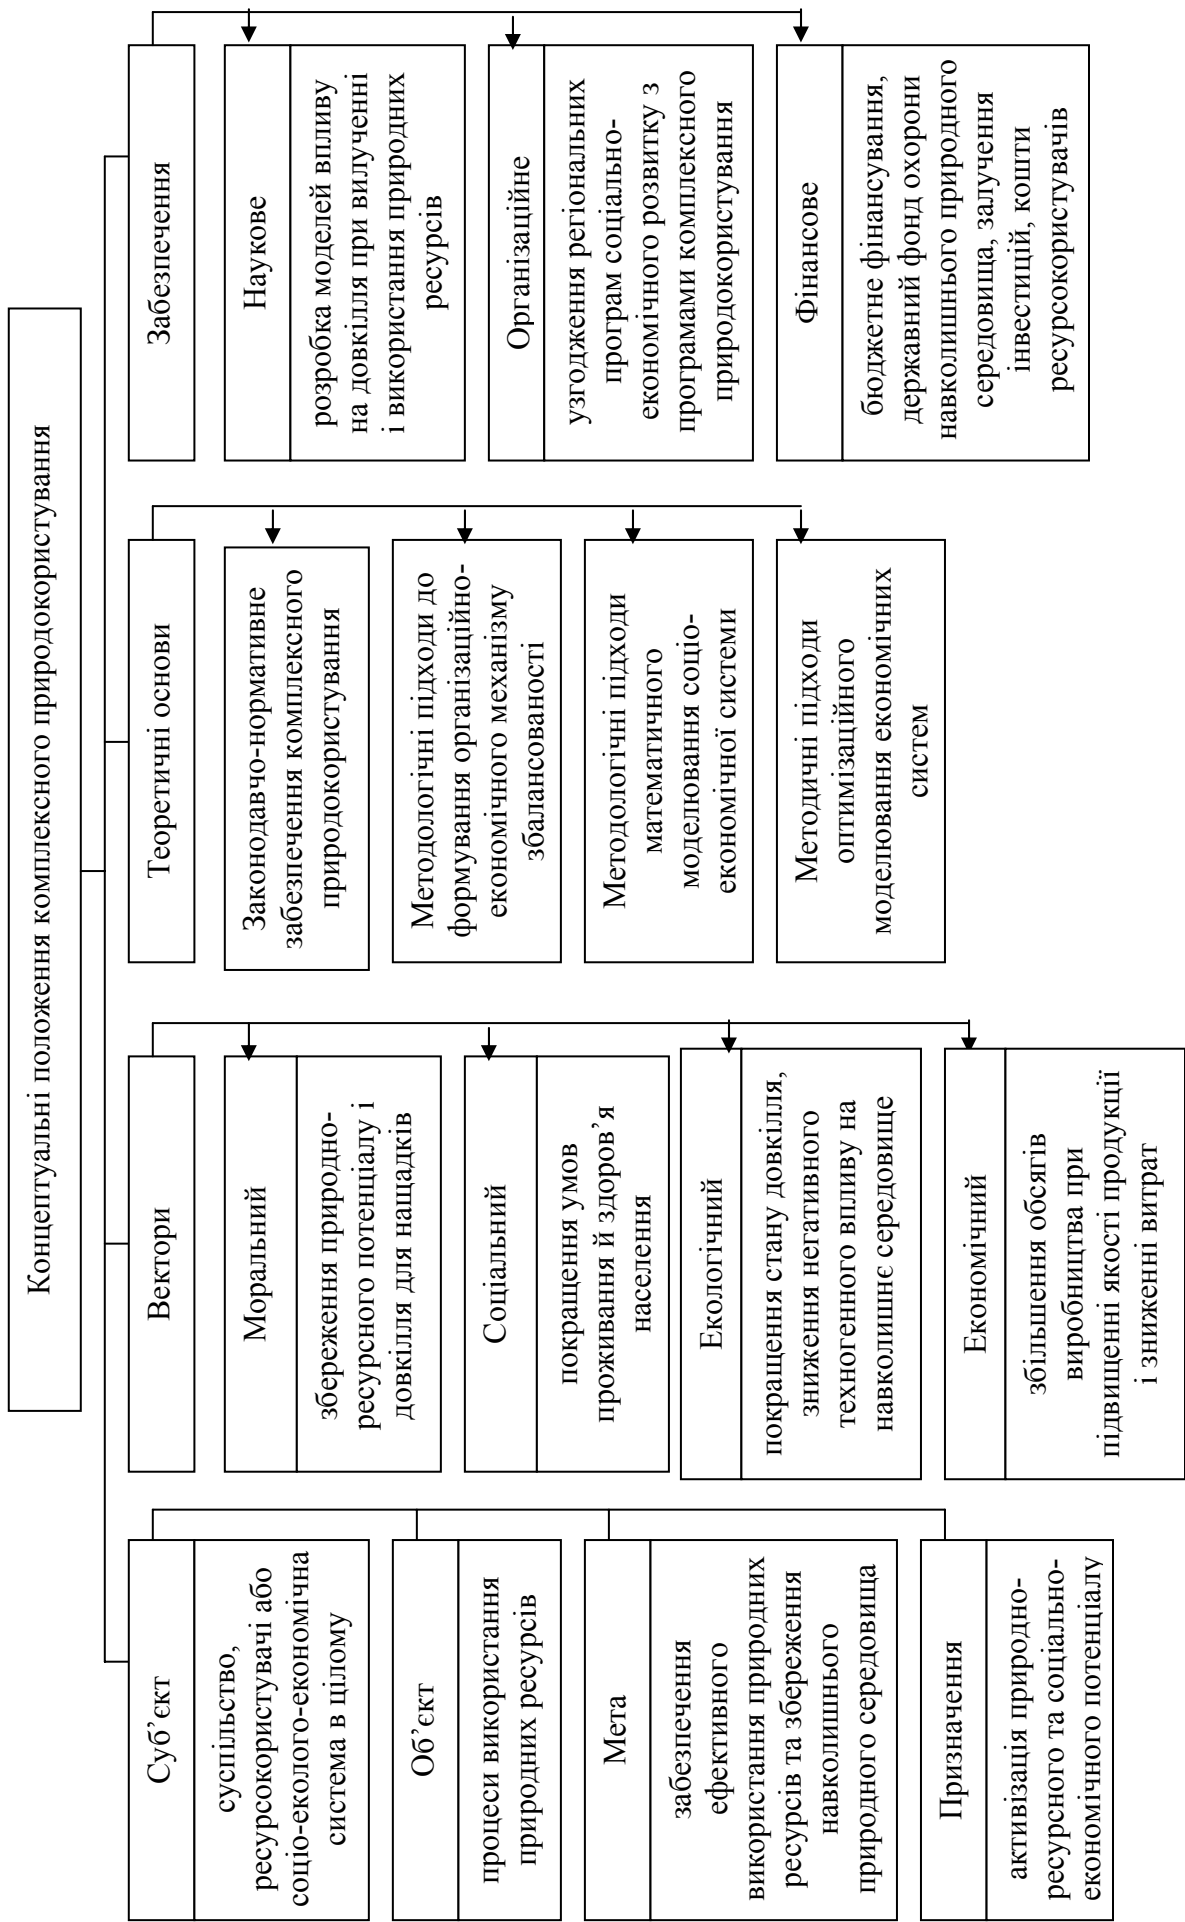 Концептуальні положення комплексного природокористування
Суб’єкт
суспільство,
ресурсокористувачі або
соціо-еколого-економічна
система в цілому
Об’єкт
процеси використання
природних ресурсів
Мета
забезпечення
ефективного
використання природних
ресурсів та збереження
навколишнього
природного середовища
Призначення
активізація природно-
ресурсного та соціально-
економічного потенціалу
Вектори
Моральний
збереження природно-
ресурсного потенціалу і
довкілля для нащадків
Соціальний
покращення умов
проживання й здоров’я
населення
Екологічний
покращення стану довкілля,
зниження негативного
техногенного впливу на
навколишнє середовище
Економічний
збільшення обсягів
виробництва при
підвищенні якості продукції
і зниженні витрат
Теоретичні основи
Законодавчо-нормативне
забезпечення комплексного
природокористування
Методологічні підходи до
формування організаційно-
економічного механізму
збалансованості
Методологічні підходи
математичного
моделювання соціо-
економічної системи
Методичні підходи
оптимізаційного
моделювання економічних
систем
Забезпечення
Наукове
розробка моделей впливу
на довкілля при вилученні
і використання природних
ресурсів
Організаційне
узгодження регіональних
програм соціально-
економічного розвитку з
програмами комплексного
природокористування
Фінансове
бюджетне фінансування,
державний фонд охорони
навколишнього природного
середовища, залучення
інвестицій, кошти
ресурсокористувачів